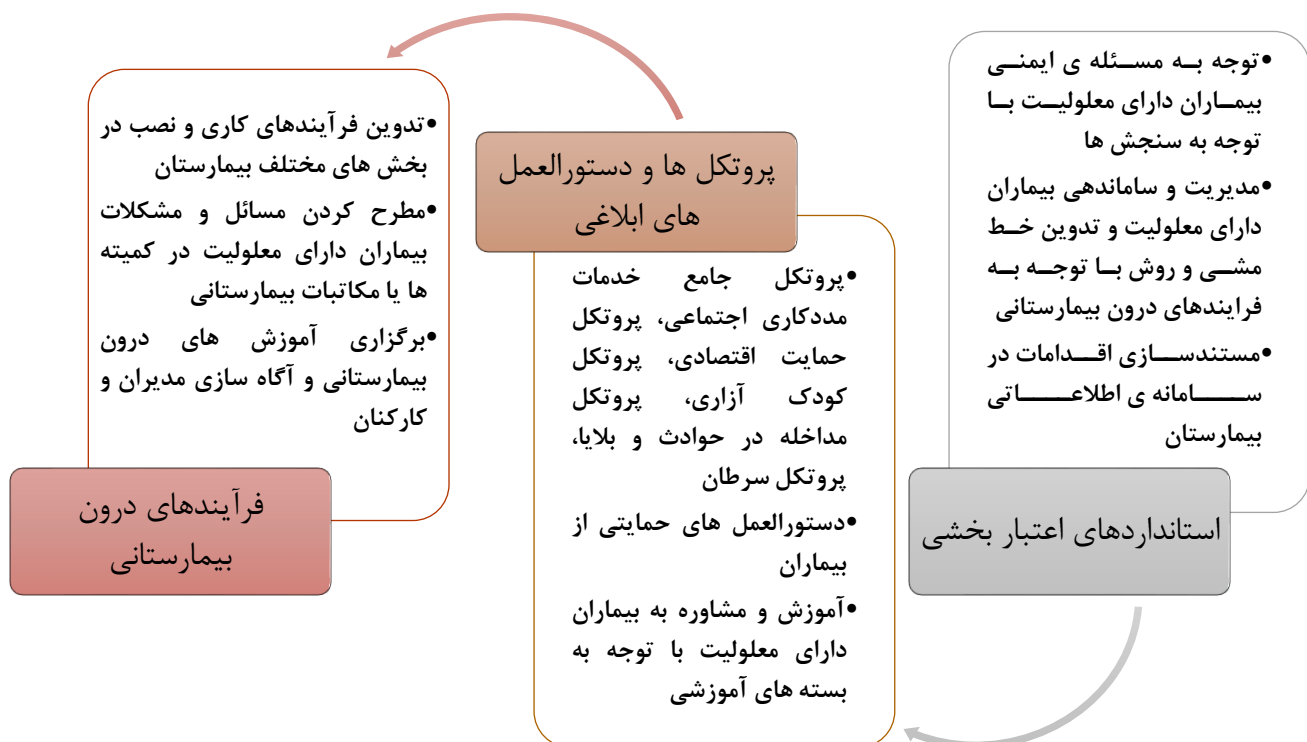 •توجه به مسئله ی ایمنی
بیماران دارای معلولیت با
توجه به سنجش ها
•مدیریت و ساماندهی بیماران
دارای معلولیت و تدوین خط
مشی و روش با توجه به
فرایندهای درون بیمارستانی
•مستندسازی اقدامات در
سامانه ی اطلاعاتی
بیمارستان
استانداردهای اعتبار بخشی
پروتکل ها و دستورالعمل
های ابلاغی
•پروتکل جامع خدمات
مددکاری اجتماعی، پروتکل
حمایت اقتصادی، پروتکل
کودک آزاری، پروتکل
مداخله در حوادث و بلایا،
پروتکل سرطان
•دستورالعمل های حمایتی از
بیماران
•آموزش و مشاوره به بیماران
دارای معلولیت با توجه به
بسته های آموزشی
•تدوین فرآیندهای کاری و نصب در
بخش های مختلف بیمارستان
•مطرح کردن مسائل و مشکلات
بیماران دارای معلولیت در کمیته
ها یا مکاتبات بیمارستانی
•برگزاری آموزش های درون
بیمارستانی و آگاه سازی مدیران و
کارکنان
فرآیندهای درون
بیمارستانی